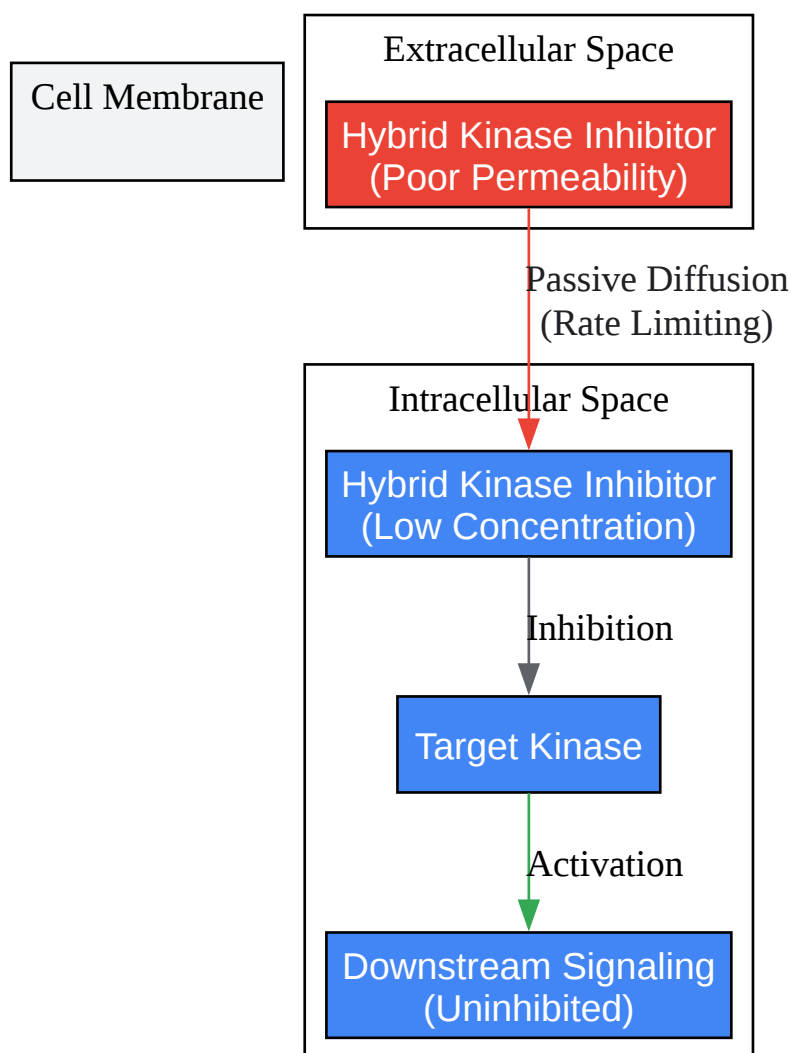 Cell Membrane
Extracellular Space
Hybrid Kinase Inhibitor
(Poor Permeability)
Passive Diffusion
(Rate Limiting)
Intracellular Space
Hybrid Kinase Inhibitor
(Low Concentration)
Inhibition
Target Kinase
Activation
Downstream Signaling
(Uninhibited)